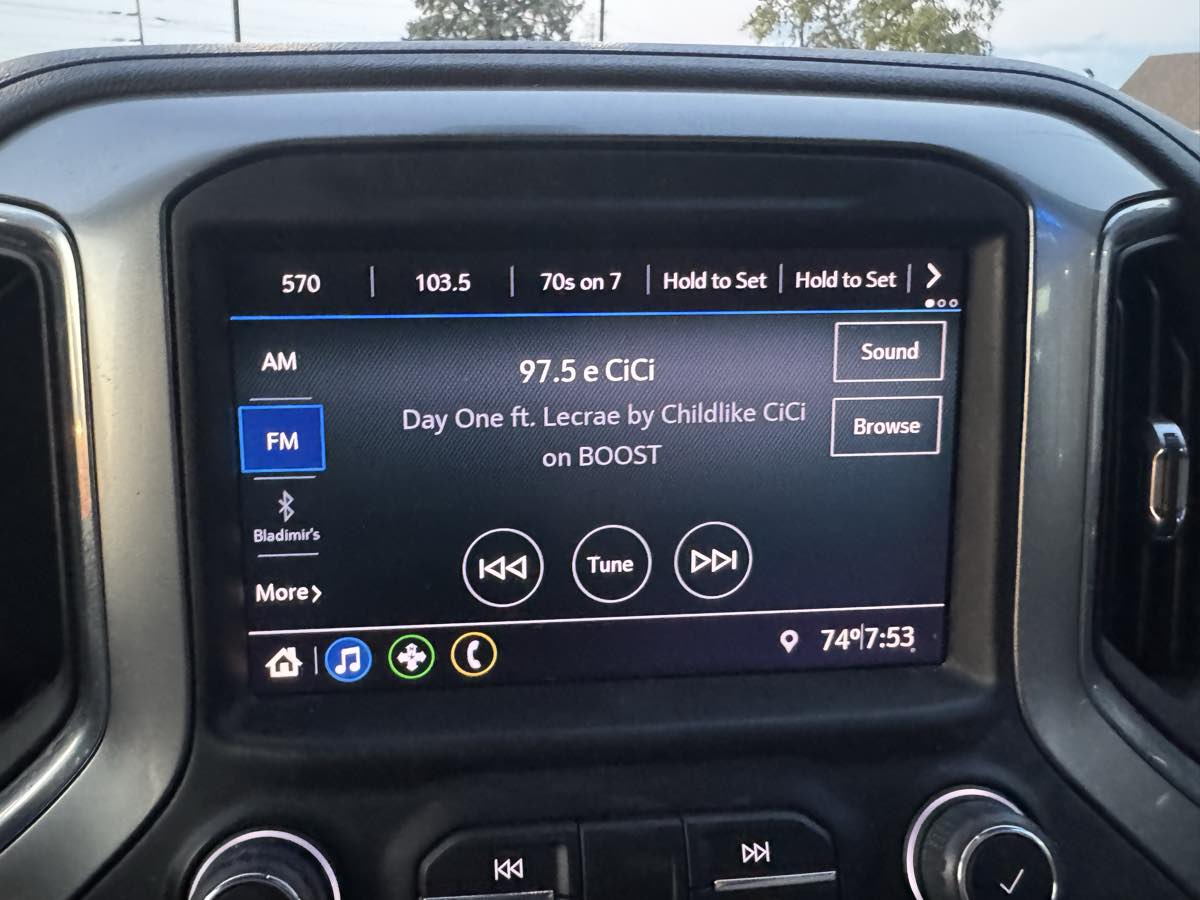 570 | 103.5 | 70s on 7 | Hold to Set | Hold to Set |
AM
97.5 e CiCi
Sound
Day One ft. Lecrae by Childlike CiCi
on BOOST
FM
Browse
Bladimir's
Tune
More
74°|7:53